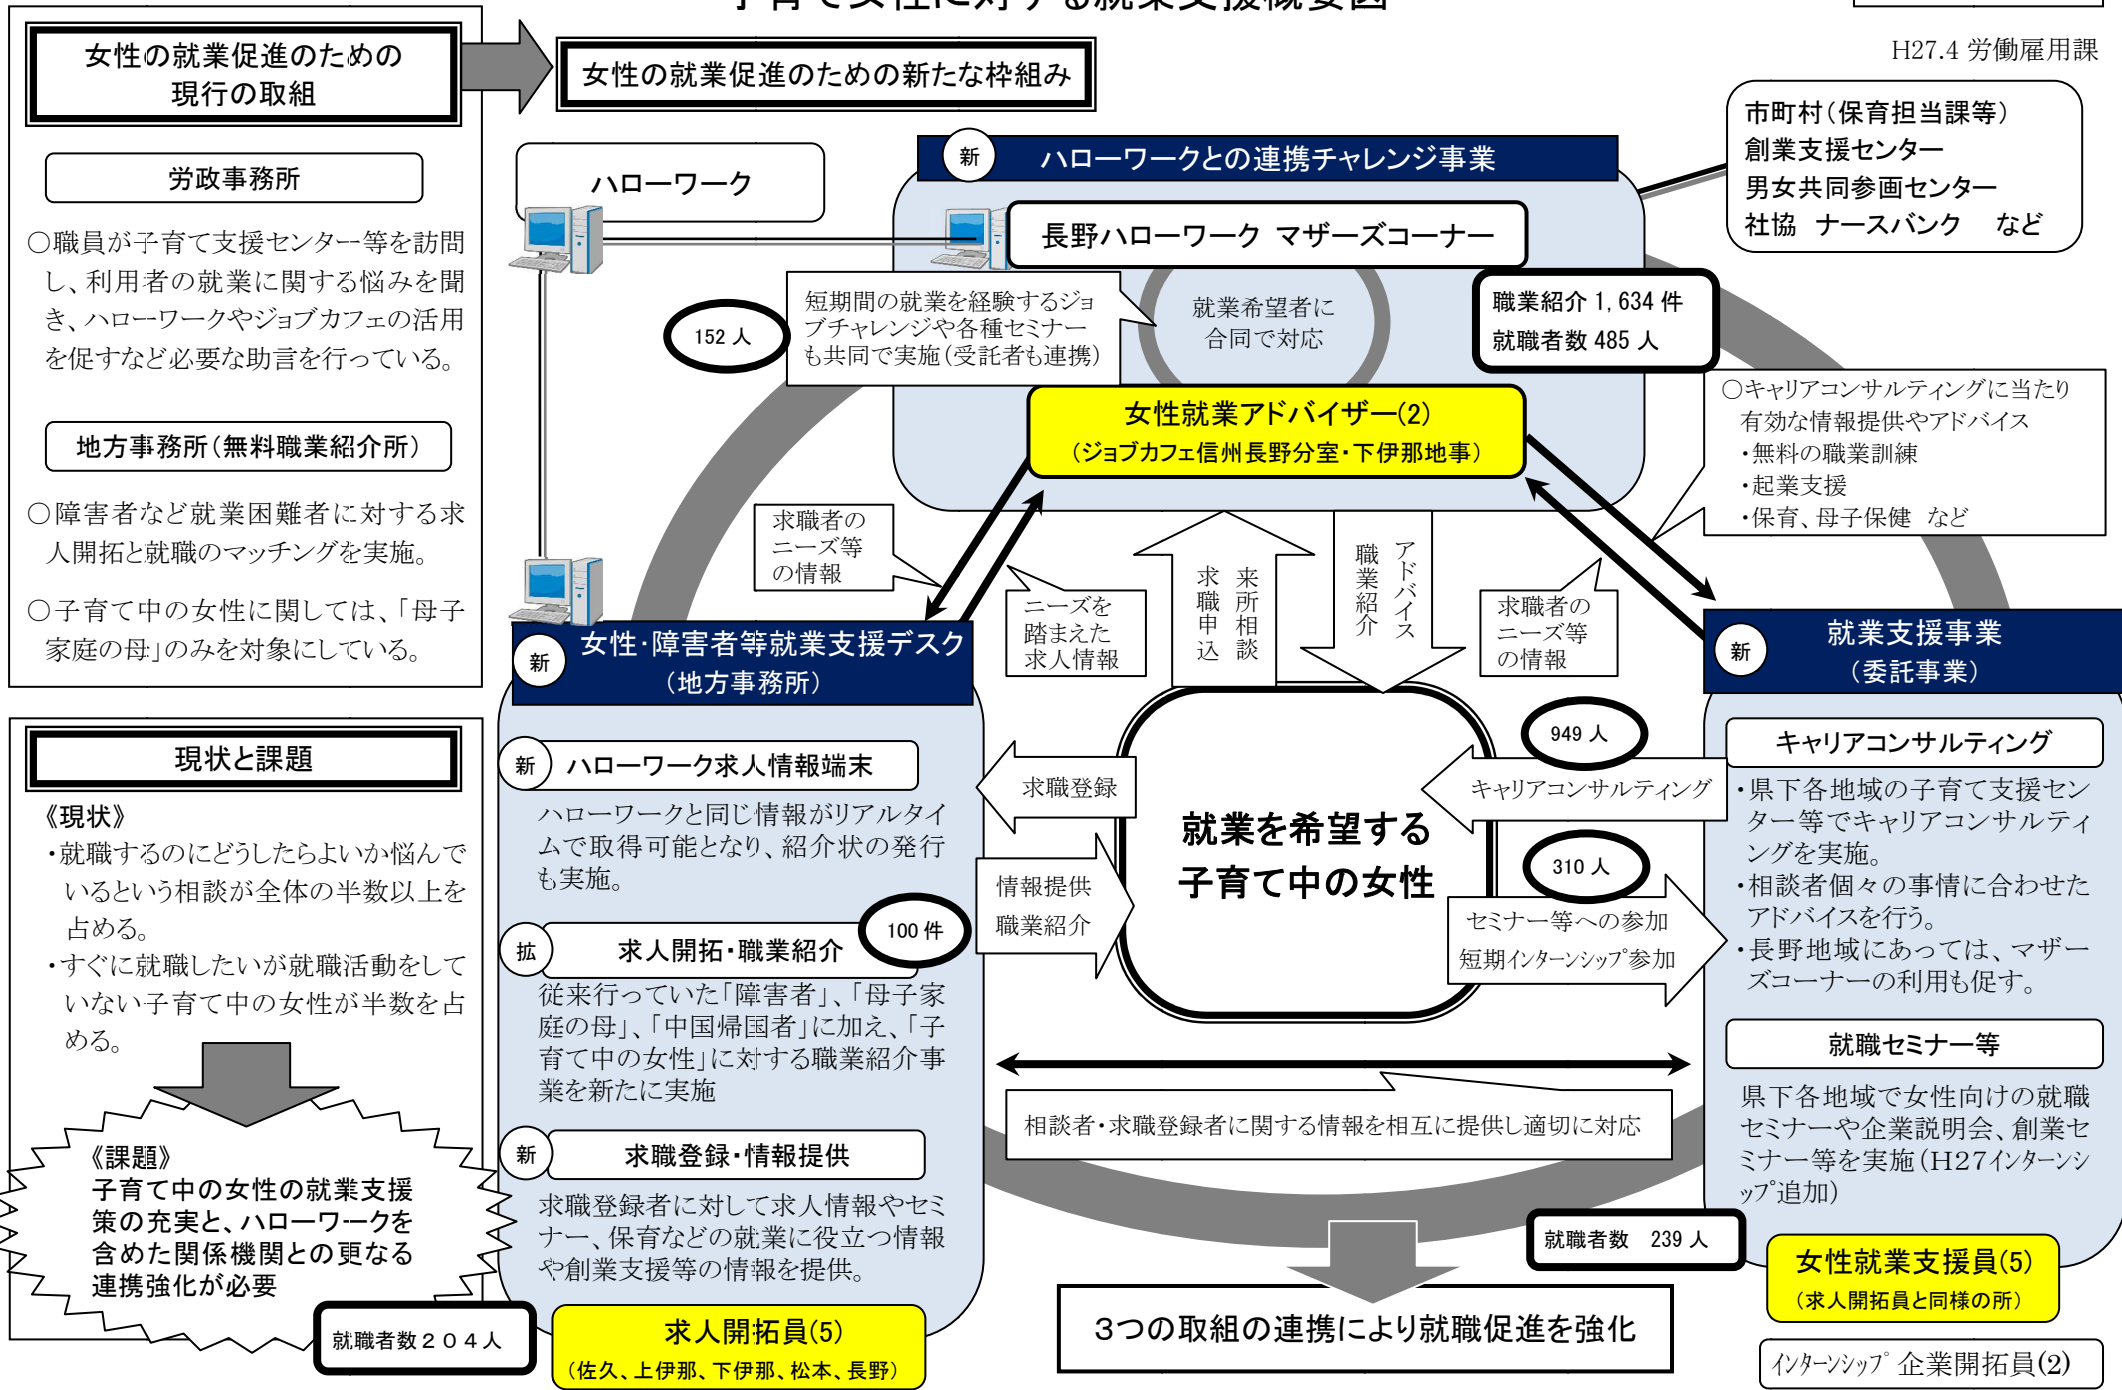 子育て女性に対する就業支援概要図
H27.4 労働雇用課
女性の就業促進のための
現行の取組
労政事務所
○職員が子育て支援センター等を訪問
し、利用者の就業に関する悩みを聞
き、ハローワークやジョブカフェの活用
を促すなど必要な助言を行っている。
地方事務所（無料職業紹介所）
○障害者など就業困難者に対する求
人開拓と就職のマッチングを実施。
○子育て中の女性に関しては、「母子
家庭の母」のみを対象にしている。
現状と課題
《現状》
・就職するのにどうしたらよいか悩んで
いるという相談が全体の半数以上を
占める。
・すぐに就職したいが就職活動をして
いない子育て中の女性が半数を占
める。
《課題》
子育て中の女性の就業支援
策の充実と、ハローワークを
含めた関係機関との更なる
連携強化が必要
就職者数２０４人
女性の就業促進のための新たな枠組み
ハローワーク
新
ハローワークとの連携チャレンジ事業
長野ハローワーク マザーズコーナー
市町村（保育担当課等）
創業支援センター
男女共同参画センター
社協 ナースバンク など
152 人
短期間の就業を経験するジョ
ブチャレンジや各種セミナー
も共同で実施（受託者も連携）
就業希望者に
合同で対応
職業紹介 1,634 件
就職者数 485 人
女性就業アドバイザー(2)
（ジョブカフェ信州長野分室・下伊那地事）
○キャリアコンサルティングに当たり
有効な情報提供やアドバイス
・無料の職業訓練
・起業支援
・保育、母子保健 など
求職者の
ニーズ等
の情報
ニーズを
踏まえた
求人情報
来所相談
求職申込
アドバイス
職業紹介
求職者の
ニーズ等
の情報
新
女性・障害者等就業支援デスク
（地方事務所）
新
ハローワーク求人情報端末
ハローワークと同じ情報がリアルタイ
ムで取得可能となり、紹介状の発行
も実施。
100 件
拡
求人開拓・職業紹介
従来行っていた「障害者」、「母子家
庭の母」、「中国帰国者」に加え、「子
育て中の女性」に対する職業紹介事
業を新たに実施
新
求職登録・情報提供
求職登録者に対して求人情報やセミ
ナー、保育などの就業に役立つ情報
や創業支援等の情報を提供。
求人開拓員(5)
（佐久、上伊那、下伊那、松本、長野）
求職登録
情報提供
職業紹介
就業を希望する
子育て中の女性
949 人
キャリアコンサルティング
310 人
セミナー等への参加
短期インターンシップ参加
相談者・求職登録者に関する情報を相互に提供し適切に対応
３つの取組の連携により就職促進を強化
新
就業支援事業
（委託事業）
キャリアコンサルティング
・県下各地域の子育て支援セン
ター等でキャリアコンサルティ
ングを実施。
・相談者個々の事情に合わせた
アドバイスを行う。
・長野地域にあっては、マザー
ズコーナーの利用も促す。
就職セミナー等
県下各地域で女性向けの就職
セミナーや企業説明会、創業セ
ミナー等を実施（H27インターンシ
ップ追加）
就職者数 239 人
女性就業支援員(5)
（求人開拓員と同様の所）
インターンシップ 企業開拓員(2)